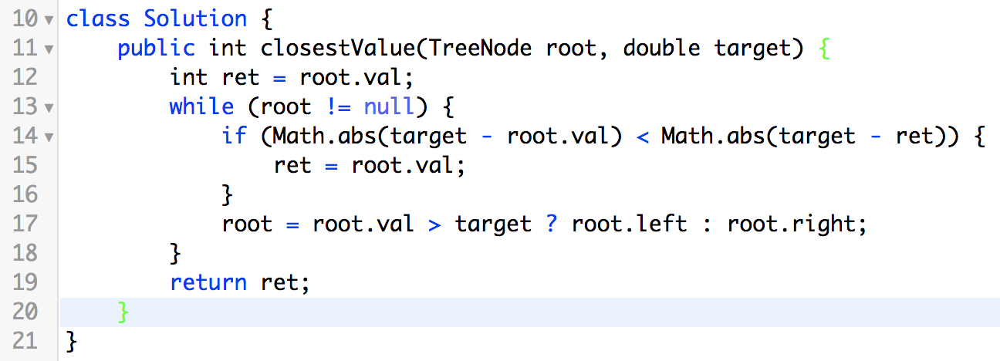 10 class Solution {
11     public int closestValue(TreeNode root, double target) {
12         int ret = root.val;
13         while (root != null) {
14             if (Math.abs(target - root.val) < Math.abs(target - ret)) {
15                 ret = root.val;
16             }
17             root = root.val > target ? root.left : root.right;
18         }
19         return ret;
20     }
21 }